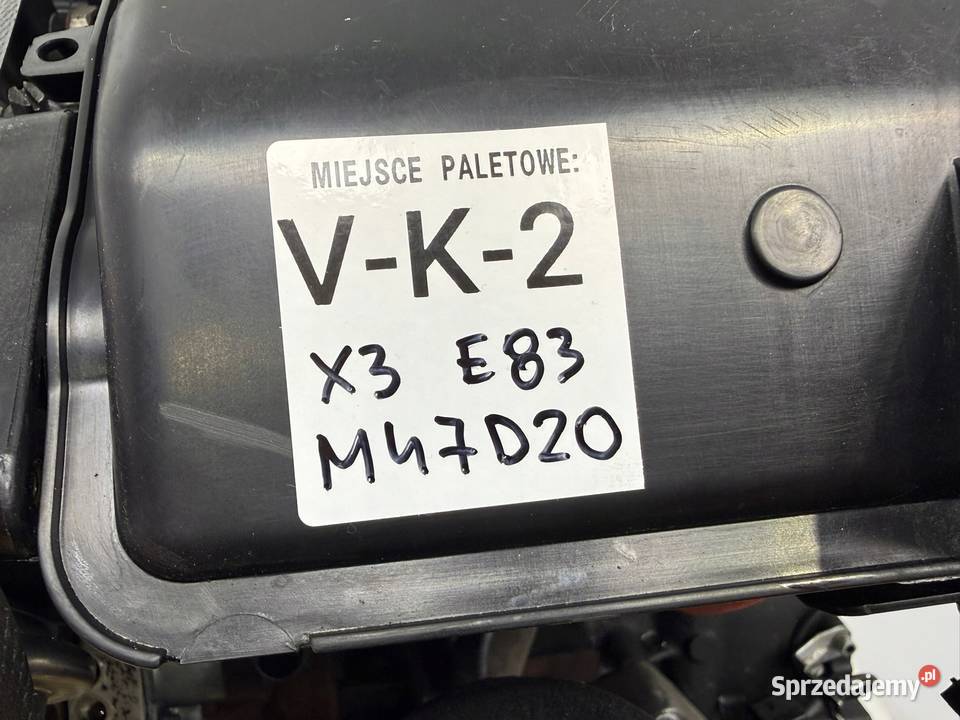 MIEJSCE PALETOWE:
V-K-2
X3 E83
M47D20
Sprzedajemy.pl